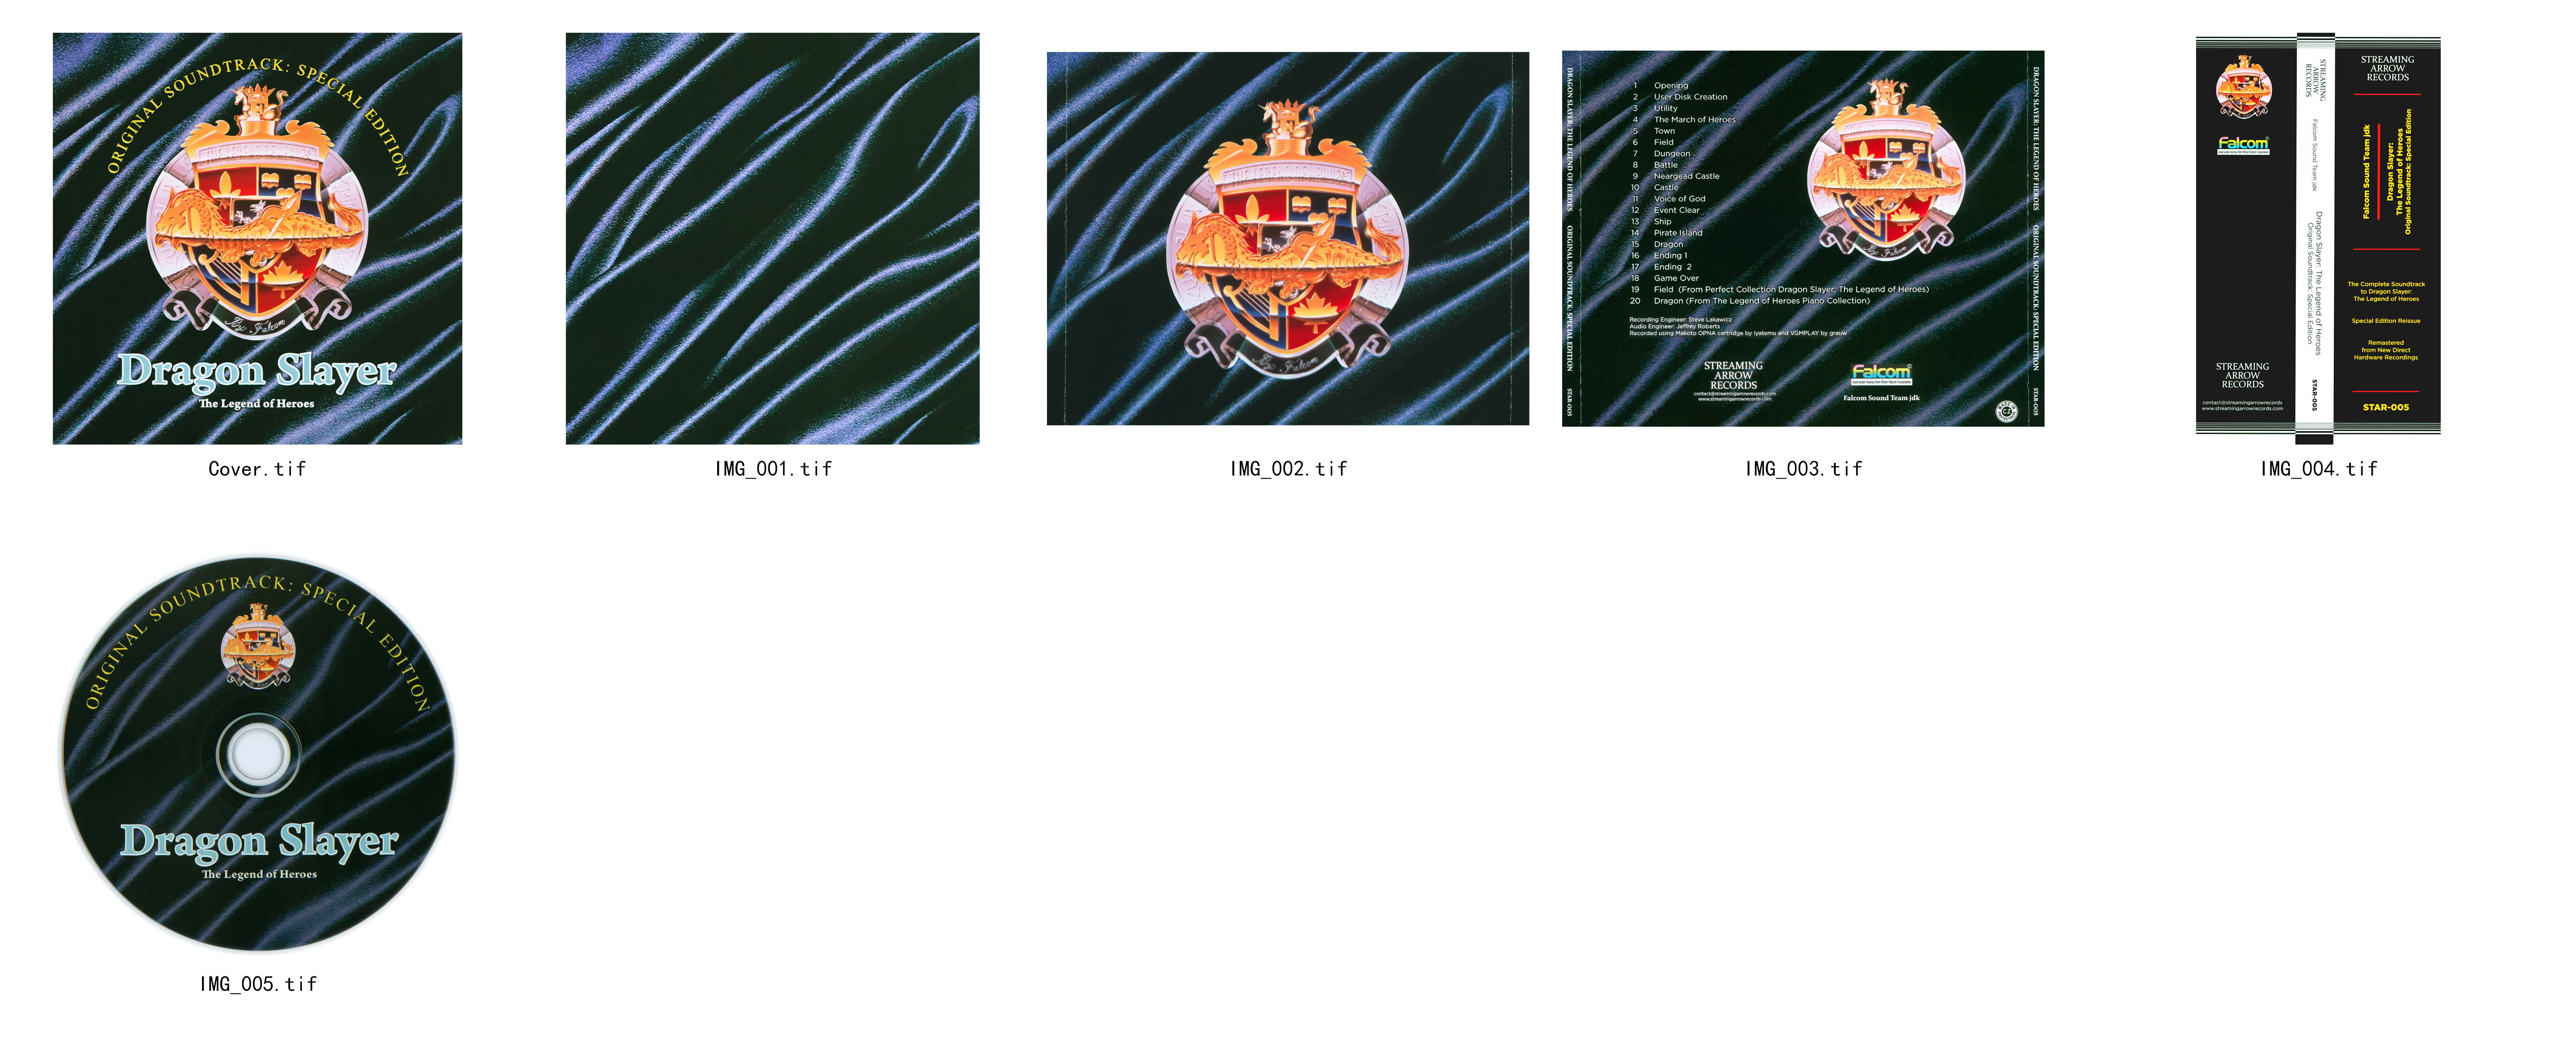 ORIGINAL SOUNDTRACK: SPECIAL EDITION
Dragon Slayer
The Legend of Heroes
Cover.tif
IMG_001.tif
IMG_002.tif
DRAGON SLAYER: THE LEGEND OF HEROES ORIGINAL SOUNDTRACK: SPECIAL EDITION STAR-005
1 Opening
2 User Disk Creation
3 Utility
4 The March of Heroes
5 Town
6 Field
7 Dungeon
8 Battle
9 Neargead Castle
10 Castle
11 Voice of God
12 Event Clear
13 Ship
14 Pirate Island
15 Dragon
16 Ending 1
17 Ending 2
18 Game Over
19 Field (From Perfect Collection Dragon Slayer: The Legend of Heroes)
20 Dragon (From The Legend of Heroes Piano Collection)
Recording Engineer: Steve Lakawicz
Audio Engineer: Jeffrey Roberts
Recorded using Makoto OPNA cartridge by lyatemu and VGMPLAY by grauw
STREAMING
ARROW
RECORDS
contact@streamingarrowrecords.com
www.streamingarrowrecords.com
Falcom
Falcom Sound Team jdk
DRAGON SLAYER: THE LEGEND OF HEROES ORIGINAL SOUNDTRACK: SPECIAL EDITION STAR-005
IMG_003.tif
Falcom
STREAMING
ARROW
RECORDS
contact@streamingarrowrecords
www.streamingarrowrecords.com
STREAMING
ARROW
RECORDS
Falcom Sound Team jdk
Dragon Slayer: The Legend of Heroes
Original Soundtrack: Special Edition
STAR-005
STREAMING
ARROW
RECORDS
Falcom Sound Team jdk
Dragon Slayer:
The Legend of Heroes
Original Soundtrack: Special Edition
The Complete Soundtrack
to Dragon Slayer:
The Legend of Heroes
Special Edition Reissue
Remastered
from New Direct
Hardware Recordings
STAR-005
IMG_004.tif
ORIGINAL SOUNDTRACK: SPECIAL EDITION
Dragon Slayer
The Legend of Heroes
IMG_005.tif